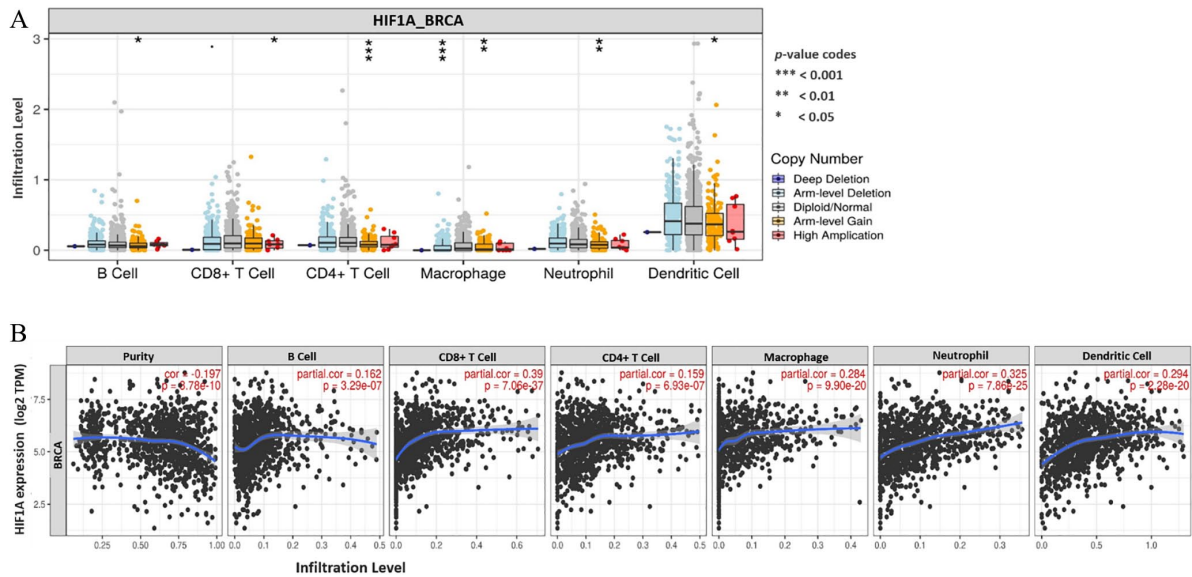 A
HIF1A_BRCA
Infiltration Level
3
2
1
0
* . * *** *** ** ** *
B Cell CD8+ T Cell CD4+ T Cell Macrophage Neutrophil Dendritic Cell
p-value codes
*** < 0.001
** < 0.01
* < 0.05
Copy Number
Deep Deletion
Arm-level Deletion
Diploid/Normal
Arm-level Gain
High Amplication
B
Purity B Cell CD8+ T Cell CD4+ T Cell Macrophage Neutrophil Dendritic Cell
cor = -0.197 partial.cor = 0.162 partial.cor = 0.39 partial.cor = 0.159 partial.cor = 0.284 partial.cor = 0.325 partial.cor = 0.294
p = 8.78e-10 p = 3.29e-07 p = 7.06e-37 p = 6.93e-07 p = 9.90e-20 p = 7.86e-25 p = 2.28e-20
HIF1A expression (log2 TPM)
BRCA
7.5
5.0
2.5
0.25 0.50 0.75 1.00 0.0 0.1 0.2 0.3 0.4 0.5 0.0 0.2 0.4 0.6 0.0 0.1 0.2 0.3 0.4 0.5 0.0 0.1 0.2 0.3 0.4 0.0 0.1 0.2 0.3 0.0 0.5 1.0
Infiltration Level